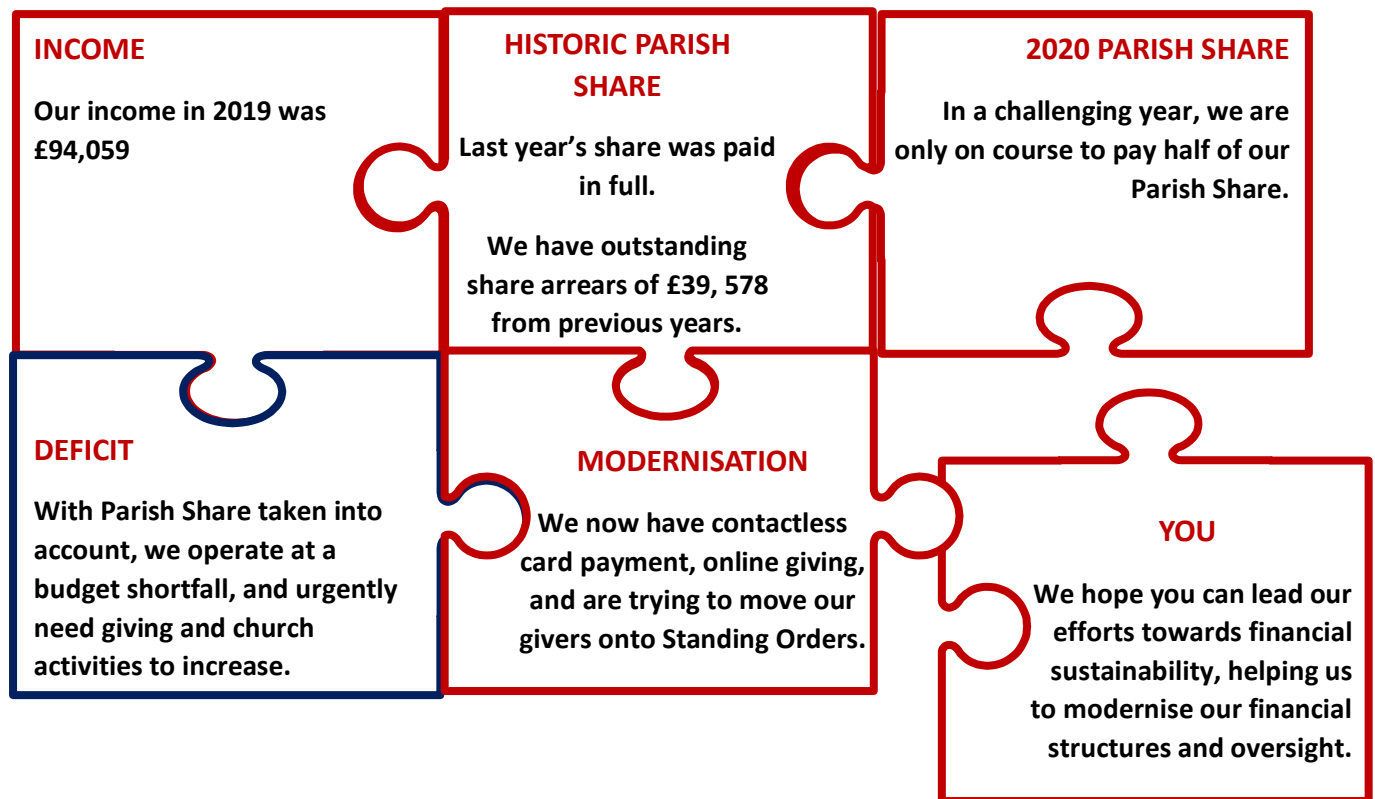 INCOME
Our income in 2019 was
£94,059
HISTORIC PARISH
SHARE
Last year’s share was paid
in full.
We have outstanding
share arrears of £39, 578
from previous years.
2020 PARISH SHARE
In a challenging year, we are
only on course to pay half of our
Parish Share.
DEFICIT
With Parish Share taken into
account, we operate at a
budget shortfall, and urgently
need giving and church
activities to increase.
MODERNISATION
We now have contactless
card payment, online giving,
and are trying to move our
givers onto Standing Orders.
YOU
We hope you can lead our
efforts towards financial
sustainability, helping us
to modernise our financial
structures and oversight.